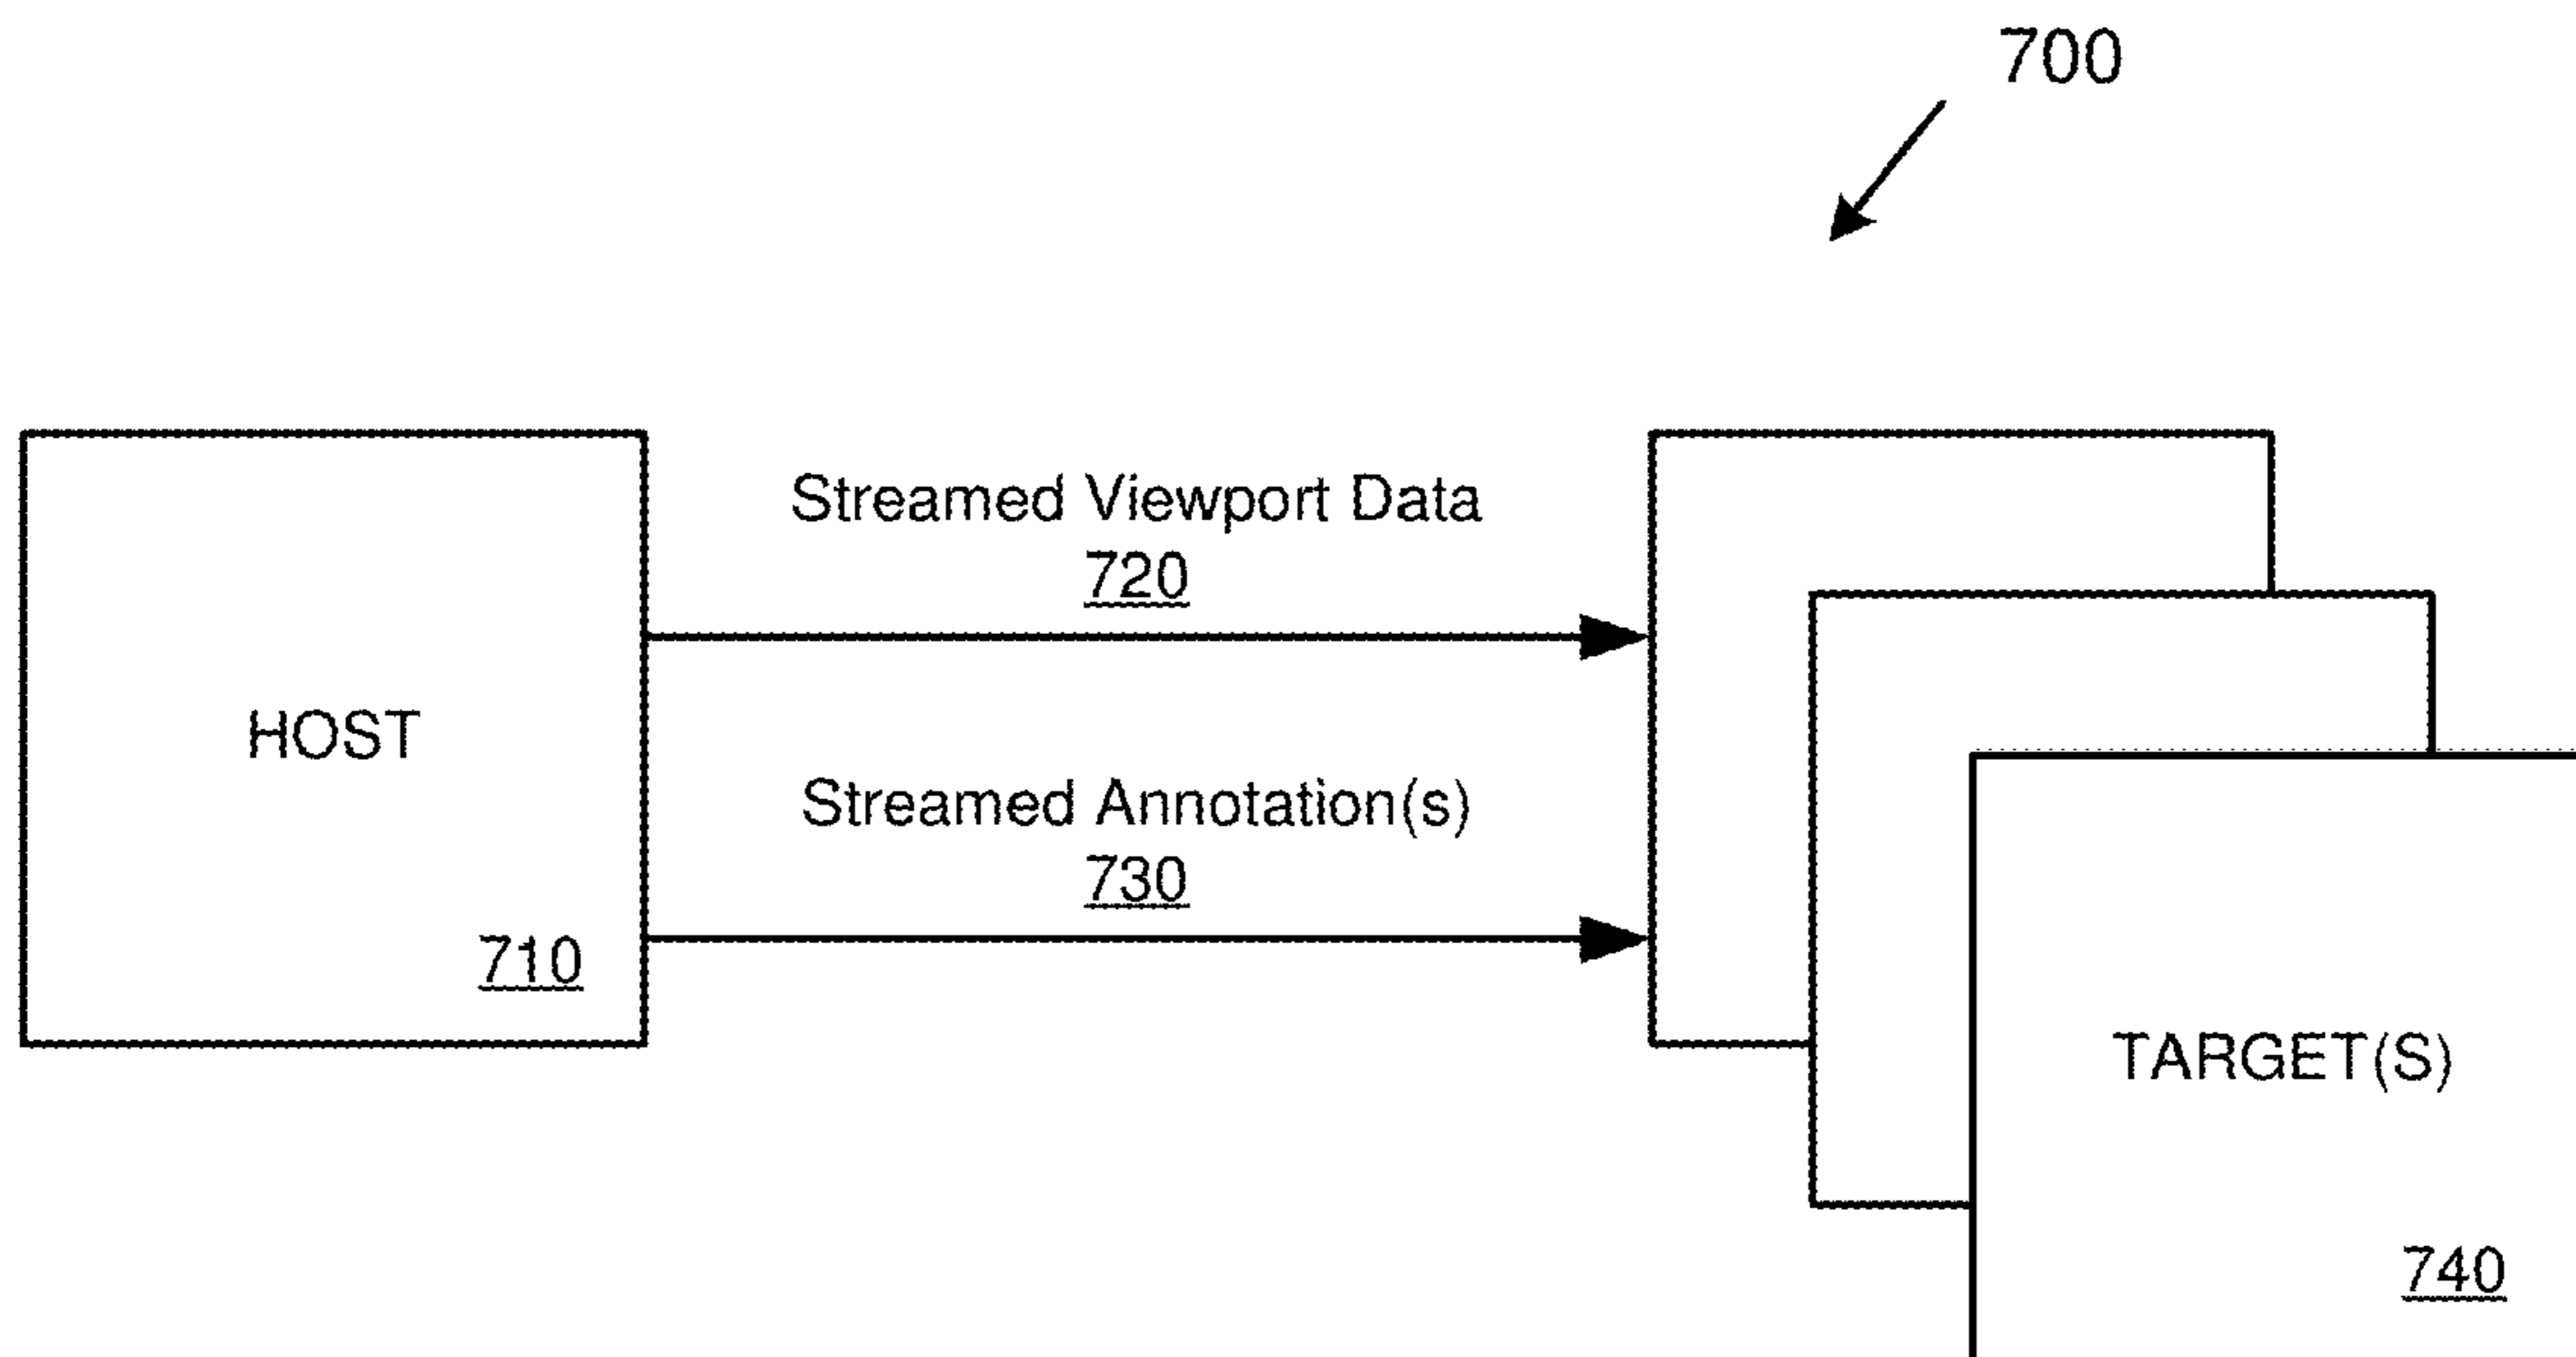 700
Streamed Viewport Data
720
HOST
710
Streamed Annotation(s)
730
TARGET(S)
740